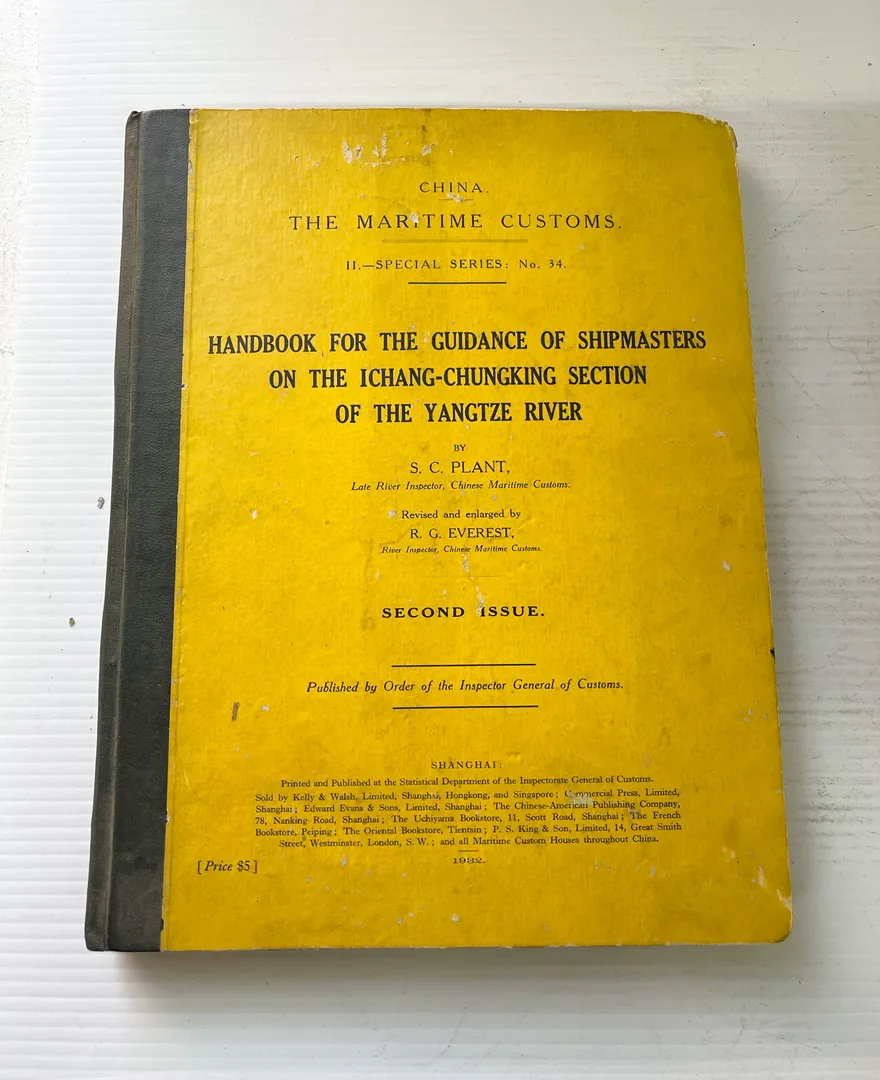 CHINA.
THE MARITIME CUSTOMS.
II.—SPECIAL SERIES: No. 34.
HANDBOOK FOR THE GUIDANCE OF SHIPMASTERS
ON THE ICHANG-CHUNGKING SECTION
OF THE YANGTZE RIVER
BY
S. C. PLANT,
Late River Inspector, Chinese Maritime Customs.
Revised and enlarged by
R. G. EVEREST,
River Inspector, Chinese Maritime Customs.
SECOND ISSUE.
Published by Order of the Inspector General of Customs.
SHANGHAI:
Printed and Published at the Statistical Department of the Inspectorate General of Customs.
Sold by Kelly & Walsh, Limited, Shanghai, Hongkong, and Singapore; Commercial Press, Limited,
Shanghai; Edward Evans & Sons, Limited, Shanghai; The Chinese-American Publishing Company,
78, Nanking Road, Shanghai; The Uchiyama Bookstore, 11, Scott Road, Shanghai; The French
Bookstore, Peiping; The Oriental Bookstore, Tientsin; P. S. King & Son, Limited, 14, Great Smith
Street, Westminster, London, S. W.; and all Maritime Custom Houses throughout China.
1932.
[Price $5]